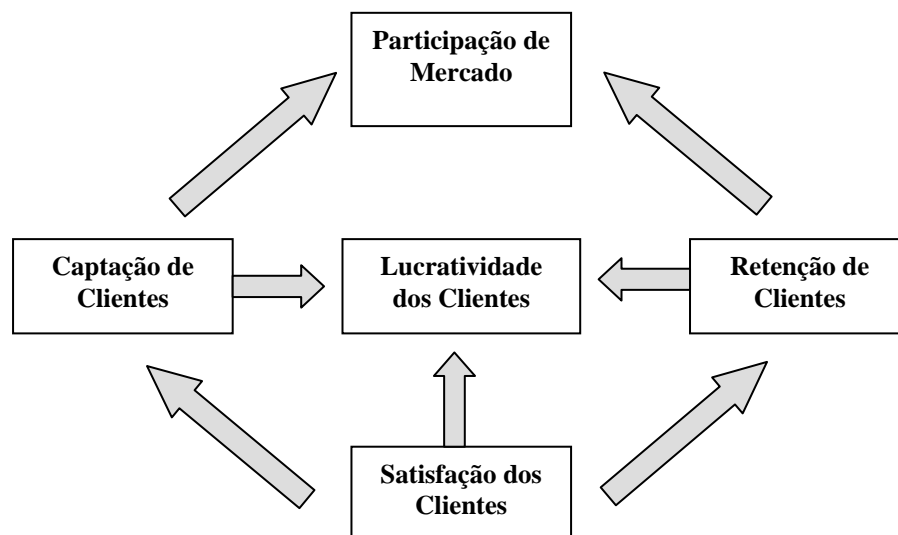 Participação de
Mercado
Captação de
Clientes
Lucratividade
dos Clientes
Retenção de
Clientes
Satisfação dos
Clientes